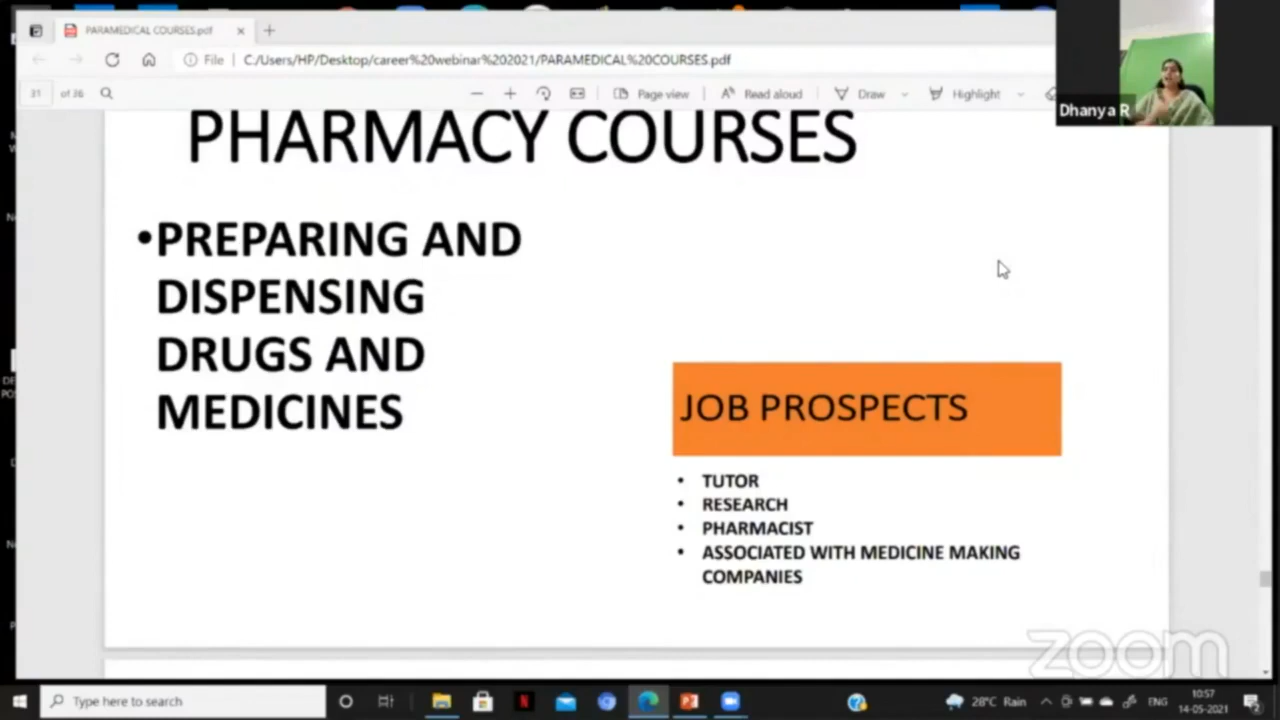 PARAMEDICAL COURSES.pdf
File C:/Users/HP/Desktop/career%20webinar%202021/PARAMEDICAL%20COURSES.pdf
31 of 36
Page view
Read aloud
Draw
Highlight
Dhanya R
PHARMACY COURSES
•PREPARING AND
DISPENSING
DRUGS AND
MEDICINES
JOB PROSPECTS
• TUTOR
• RESEARCH
• PHARMACIST
• ASSOCIATED WITH MEDICINE MAKING
COMPANIES
zoom
Type here to search
28°C Rain
ENG
10:57
14-05-2021